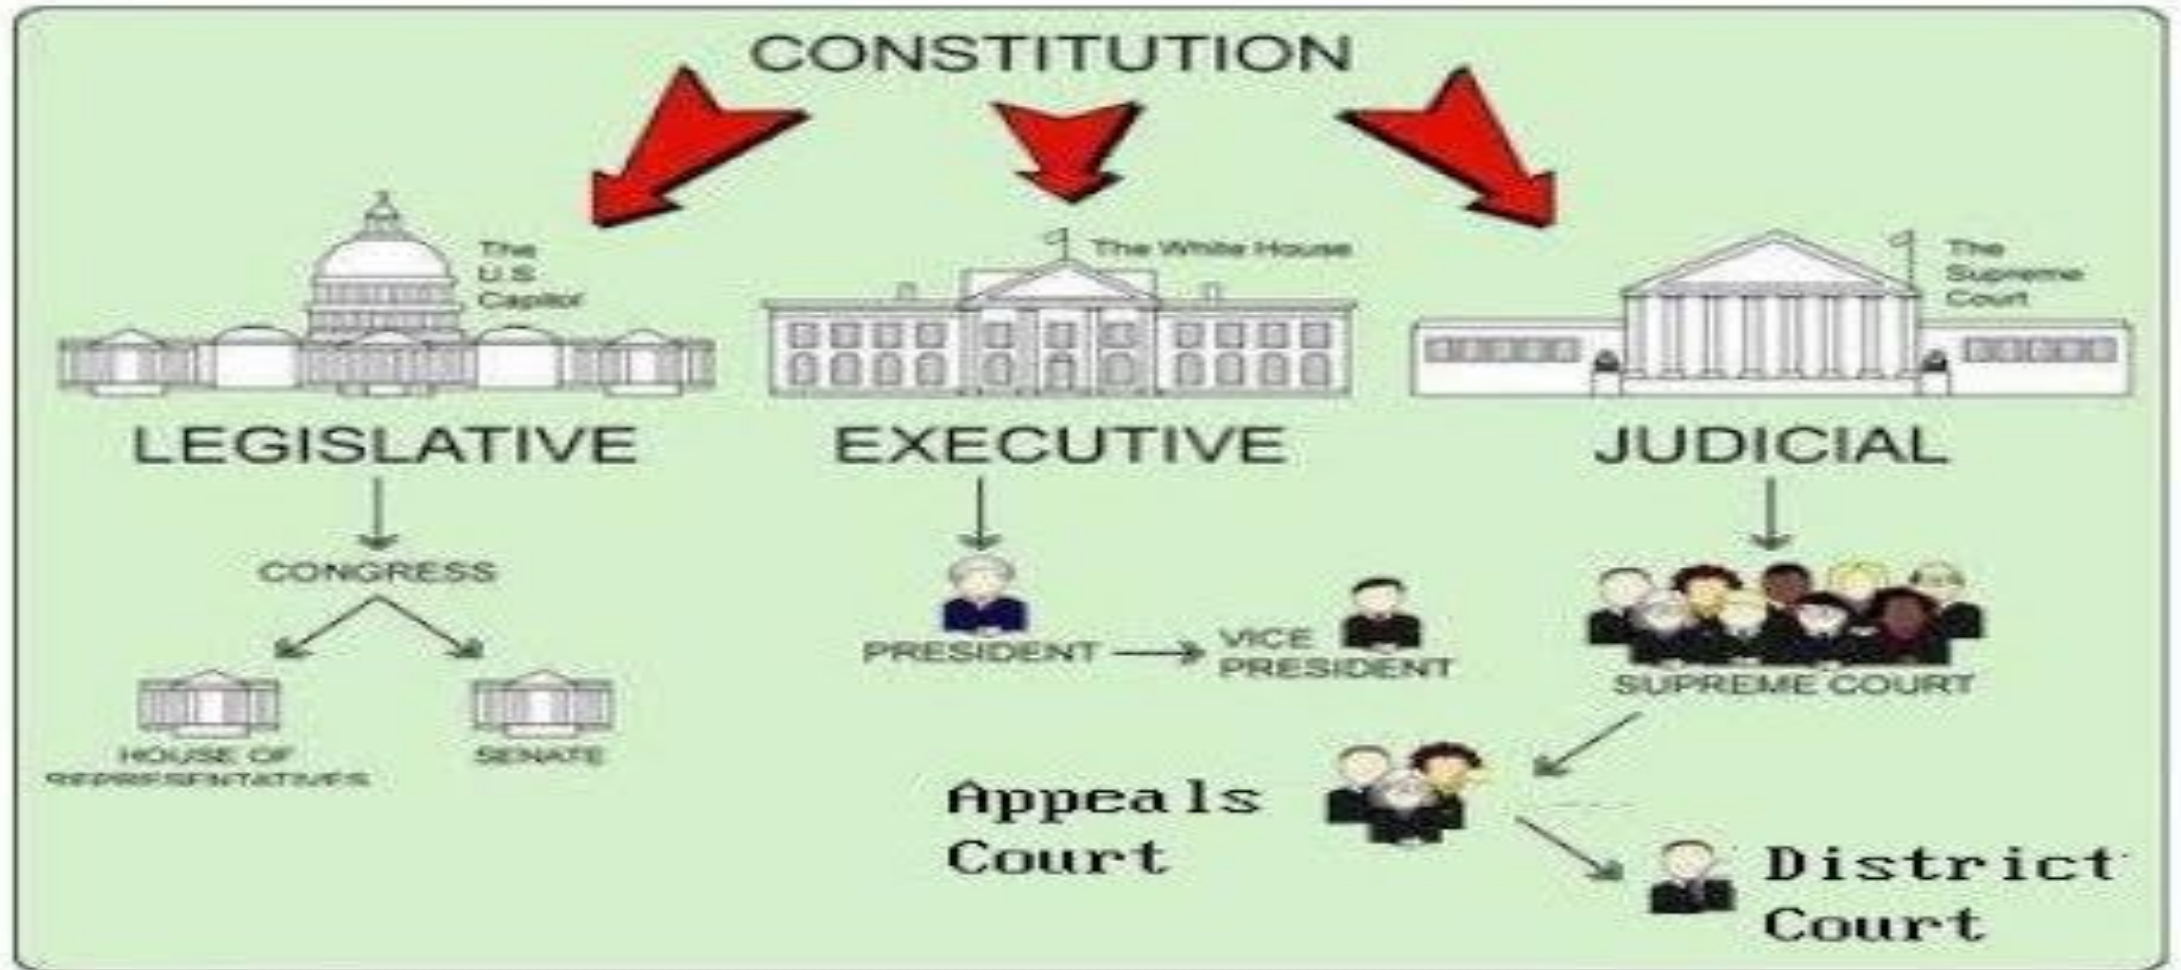 CONSTITUTION
The
U.S
Capitol
The White House
The
Supreme
Court
LEGISLATIVE
EXECUTIVE
JUDICIAL
CONGRESS
PRESIDENT
VICE
PRESIDENT
SUPREME COURT
HOUSE OF
REPRESENTATIVES
SENATE
Appeals
Court
District
Court